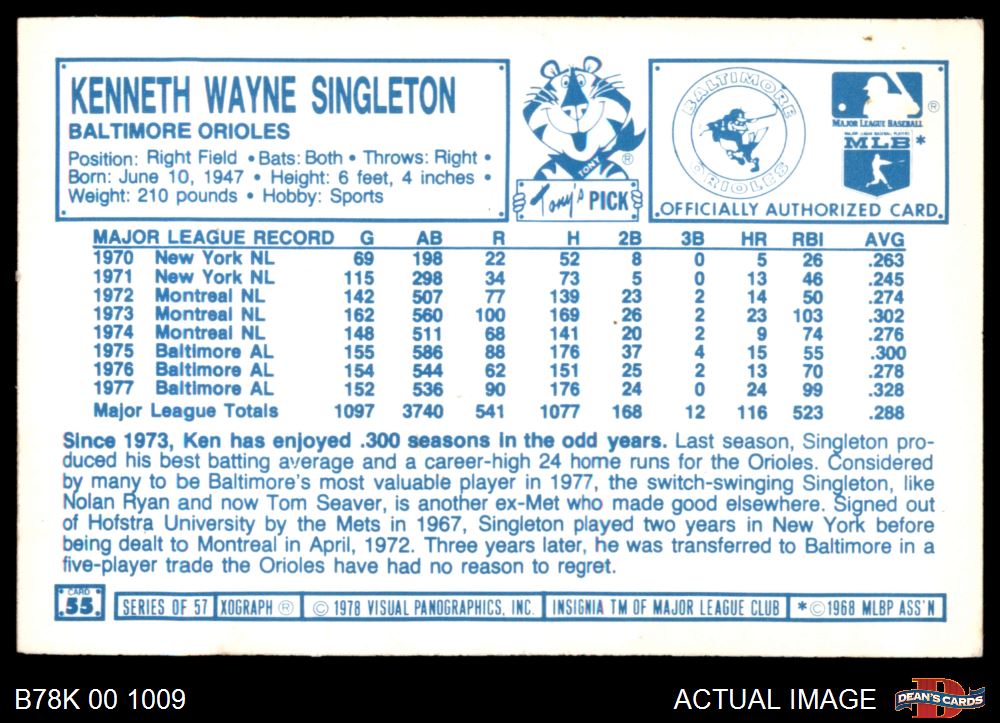 KENNETH WAYNE SINGLETON
BALTIMORE ORIOLES
Position: Right Field • Bats: Both • Throws: Right •
Born: June 10, 1947 • Height: 6 feet, 4 inches •
Weight: 210 pounds • Hobby: Sports
TONY ®
Tony's PICK
BALTIMORE ORIOLES
®
MAJOR LEAGUE BASEBALL
MAJOR LEAGUE BASEBALL PLAYERS
MLB *
OFFICIALLY AUTHORIZED CARD
MAJOR LEAGUE RECORD G AB R H 2B 3B HR RBI AVG
1970 New York NL 69 198 22 52 8 0 5 26 .263
1971 New York NL 115 298 34 73 5 0 13 46 .245
1972 Montreal NL 142 507 77 139 23 2 14 50 .274
1973 Montreal NL 162 560 100 169 26 2 23 103 .302
1974 Montreal NL 148 511 68 141 20 2 9 74 .276
1975 Baltimore AL 155 586 88 176 37 4 15 55 .300
1976 Baltimore AL 154 544 62 151 25 2 13 70 .278
1977 Baltimore AL 152 536 90 176 24 0 24 99 .328
Major League Totals 1097 3740 541 1077 168 12 116 523 .288
Since 1973, Ken has enjoyed .300 seasons in the odd years. Last season, Singleton pro-
duced his best batting average and a career-high 24 home runs for the Orioles. Considered
by many to be Baltimore's most valuable player in 1977, the switch-swinging Singleton, like
Nolan Ryan and now Tom Seaver, is another ex-Met who made good elsewhere. Signed out
of Hofstra University by the Mets in 1967, Singleton played two years in New York before
being dealt to Montreal in April, 1972. Three years later, he was transferred to Baltimore in a
five-player trade the Orioles have had no reason to regret.
CARD
55
SERIES OF 57 XOGRAPH ® © 1978 VISUAL PANOGRAPHICS, INC. INSIGNIA TM OF MAJOR LEAGUE CLUB * © 1968 MLBP ASS'N
B78K 00 1009
ACTUAL IMAGE
DEAN'S CARDS